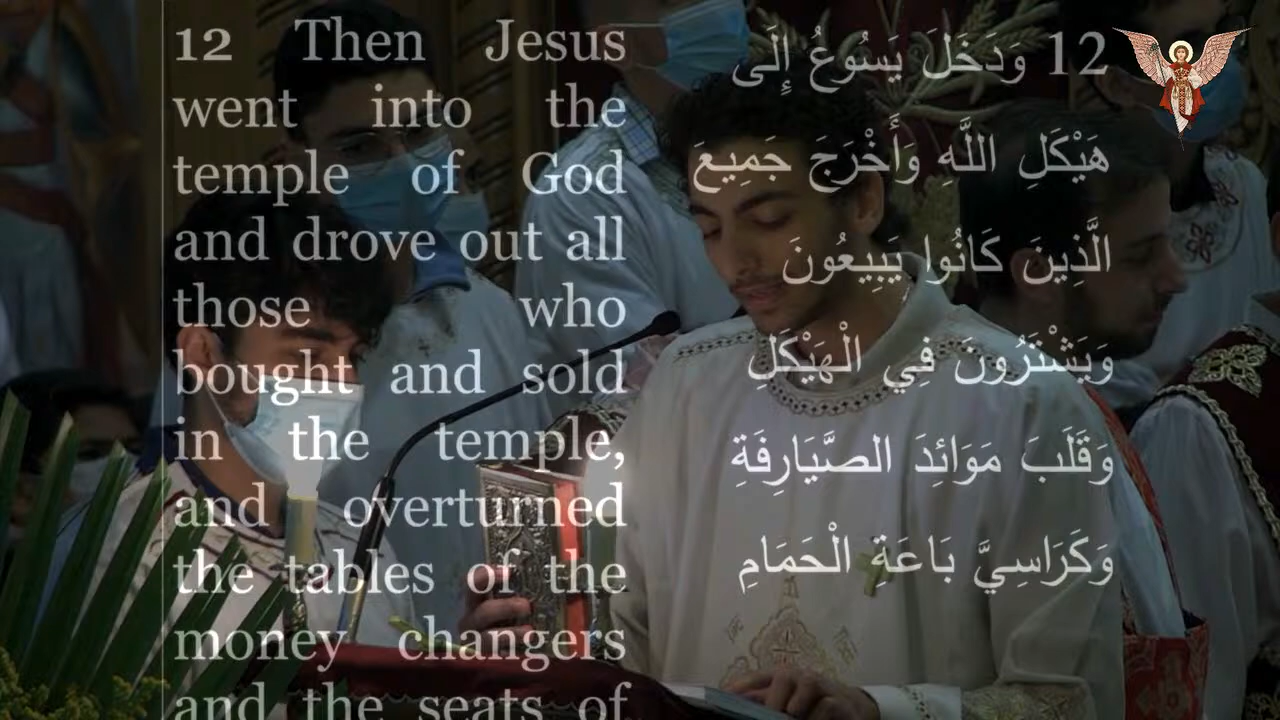 12 Then Jesus
went into the
temple of God
and drove out all
those who
bought and sold
in the temple,
and overturned
the tables of the
money changers
and the seats of
12 وَدَخَلَ يَسُوعُ إِلَى
هَيْكَلِ اللَّهِ وَأَخْرَجَ جَمِيعَ
الَّذِينَ كَانُوا يَبِيعُونَ
وَيَشْتَرُونَ فِي الْهَيْكَلِ
وَقَلَبَ مَوَائِدَ الصَّيَارِفَةِ
وَكَرَاسِيَّ بَاعَةِ الْحَمَامِ